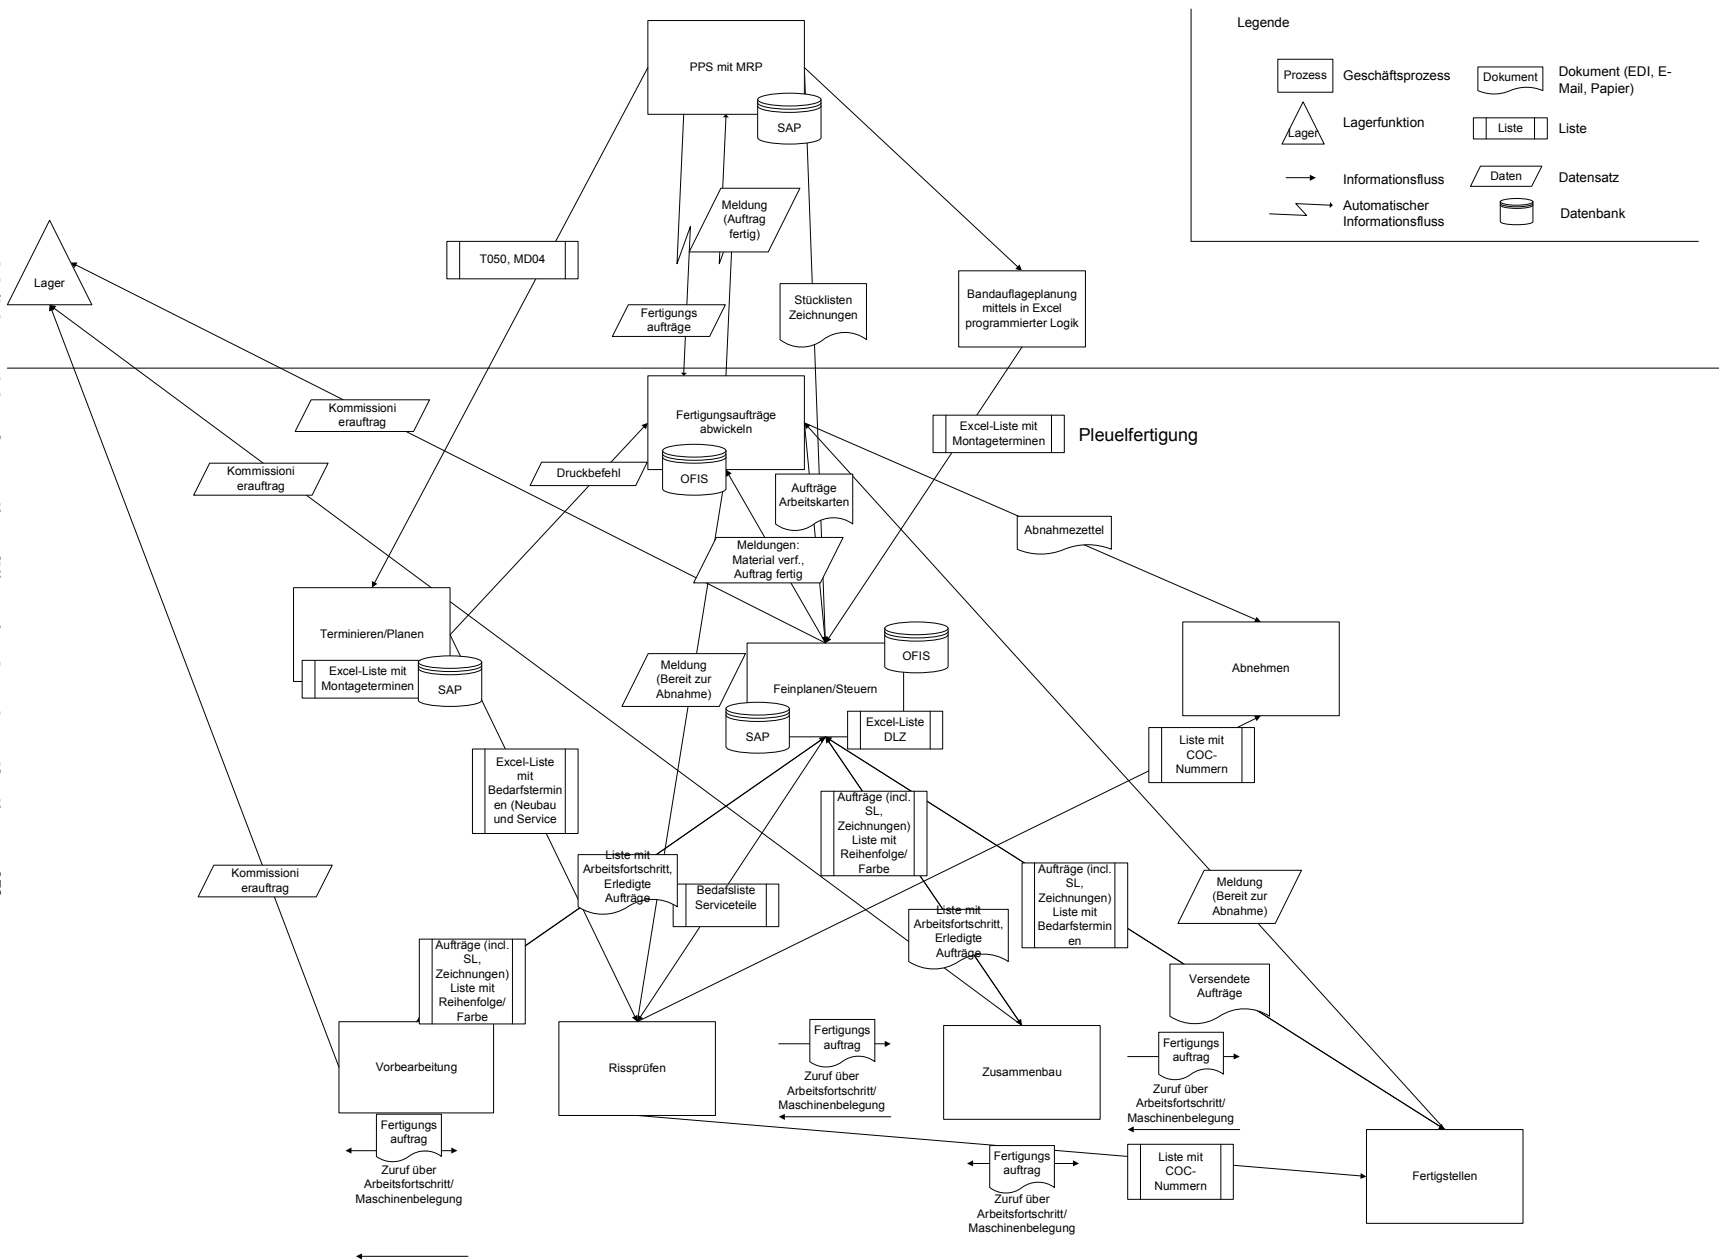 Legende
Prozess
Geschäftsprozess
Dokument
Dokument (EDI, E-
Mail, Papier)
Lager
Lagerfunktion
Liste
Liste
Informationsfluss
Daten
Datensatz
Automatischer
Informationsfluss
Datenbank
PPS mit MRP
SAP
Meldung
(Auftrag
fertig)
T050, MD04
Lager
Fertigungs
aufträge
Stücklisten
Zeichnungen
Bandauflageplanung
mittels in Excel
programmierter Logik
Kommissioni
erauftrag
Fertigungsaufträge
abwickeln
OFIS
Excel-Liste mit
Montageterminen
Pleuelfertigung
Kommissioni
erauftrag
Druckbefehl
Aufträge
Arbeitskarten
Abnahmezettel
Meldungen:
Material verf.,
Auftrag fertig
Terminieren/Planen
Excel-Liste mit
Montageterminen
SAP
Meldung
(Bereit zur
Abnahme)
Feinplanen/Steuern
OFIS
SAP
Excel-Liste
DLZ
Abnehmen
Liste mit
COC-
Nummern
Excel-Liste
mit
Bedarfstermin
en (Neubau
und Service
Aufträge (incl.
SL,
Zeichnungen)
Liste mit
Reihenfolge/
Farbe
Kommissioni
erauftrag
Liste mit
Arbeitsfortschritt,
Erledigte
Aufträge
Bedafsliste
Serviceteile
Aufträge (incl.
SL,
Zeichnungen)
Liste mit
Bedarfstermin
en
Meldung
(Bereit zur
Abnahme)
Liste mit
Arbeitsfortschritt,
Erledigte
Aufträge
Aufträge (incl.
SL,
Zeichnungen)
Liste mit
Reihenfolge/
Farbe
Versendete
Aufträge
Vorbearbeitung
Rissprüfen
Fertigungs
auftrag
Zuruf über
Arbeitsfortschritt/
Maschinenbelegung
Zusammenbau
Fertigungs
auftrag
Zuruf über
Arbeitsfortschritt/
Maschinenbelegung
Fertigungs
auftrag
Zuruf über
Arbeitsfortschritt/
Maschinenbelegung
Fertigungs
auftrag
Zuruf über
Arbeitsfortschritt/
Maschinenbelegung
Liste mit
COC-
Nummern
Fertigstellen